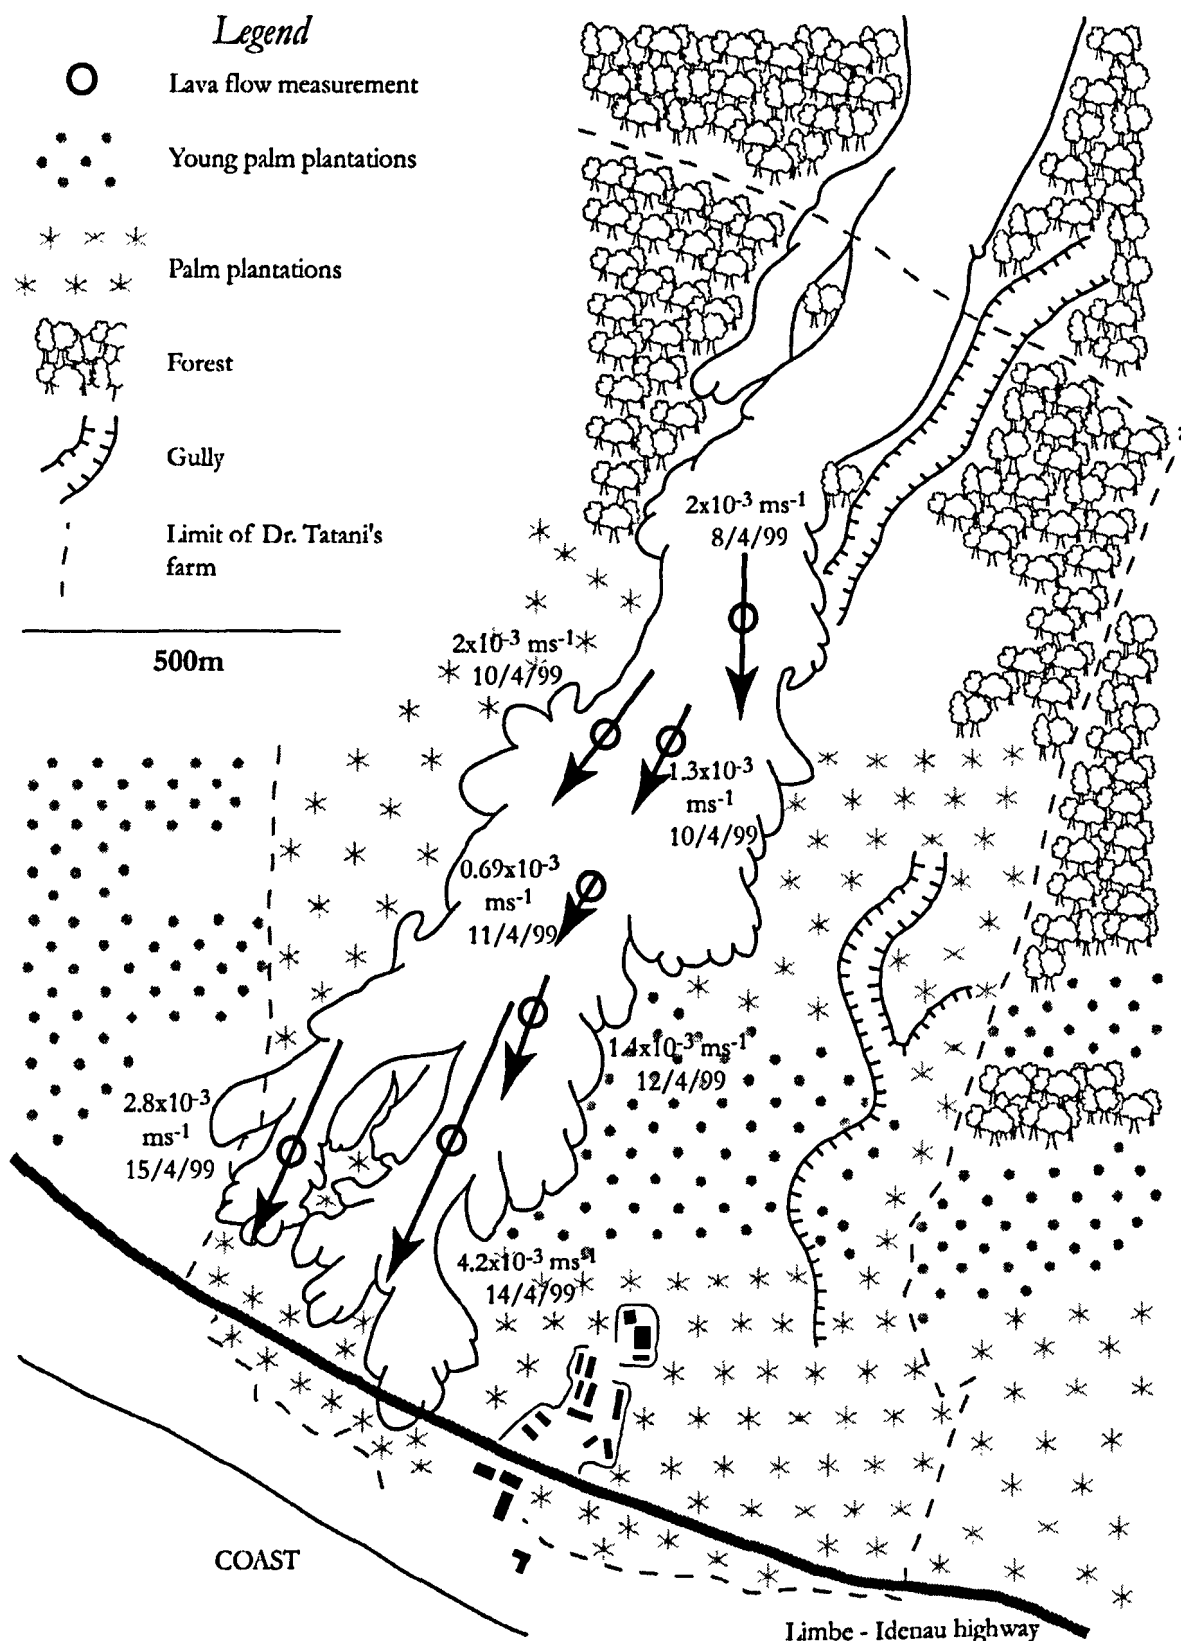 Legend
Lava flow measurement
Young palm plantations
Palm plantations
Forest
Gully
Limit of Dr. Tatani's
farm
500m
2x10⁻³ ms⁻¹
8/4/99
2x10⁻³ ms⁻¹
10/4/99
1.3x10⁻³
ms⁻¹
10/4/99
0.69x10⁻³
ms⁻¹
11/4/99
1.4x10⁻³ ms⁻¹
12/4/99
2.8x10⁻³
ms⁻¹
15/4/99
4.2x10⁻³ ms⁻¹
14/4/99
COAST
Limbe - Idenau highway